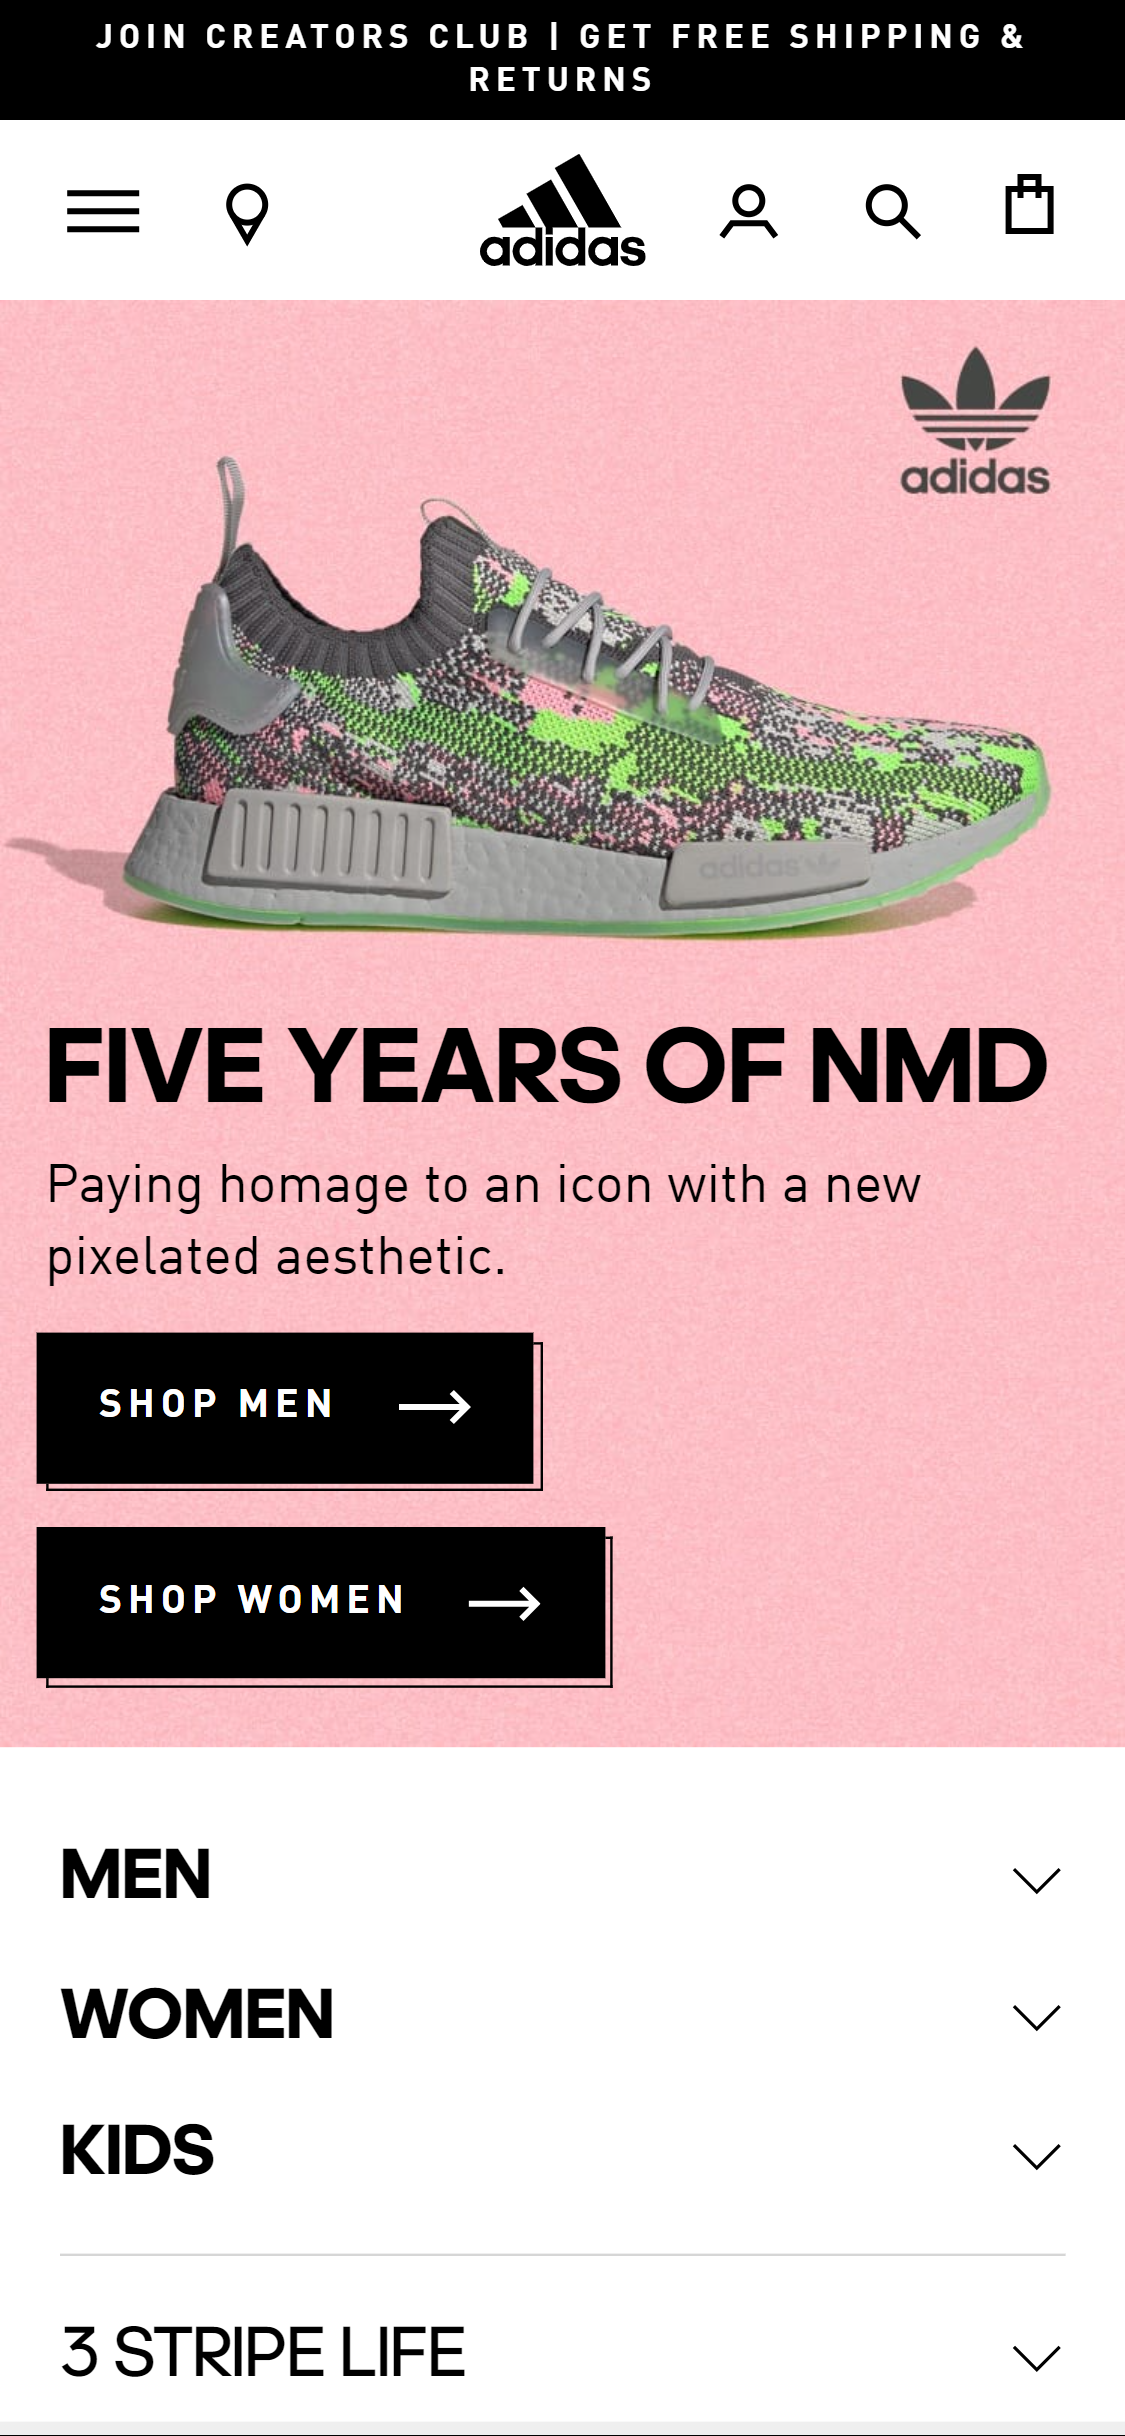 JOIN CREATORS CLUB | GET FREE SHIPPING &
RETURNS
adidas
adidas
adidas
FIVE YEARS OF NMD
Paying homage to an icon with a new
pixelated aesthetic.
SHOP MEN
SHOP WOMEN
MEN
WOMEN
KIDS
3 STRIPE LIFE